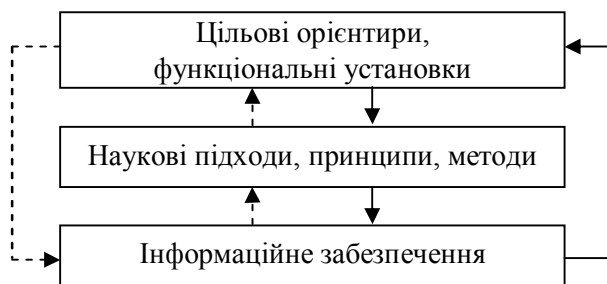 Цільові орієнтири,
функціональні установки
Наукові підходи, принципи, методи
Інформаційне забезпечення